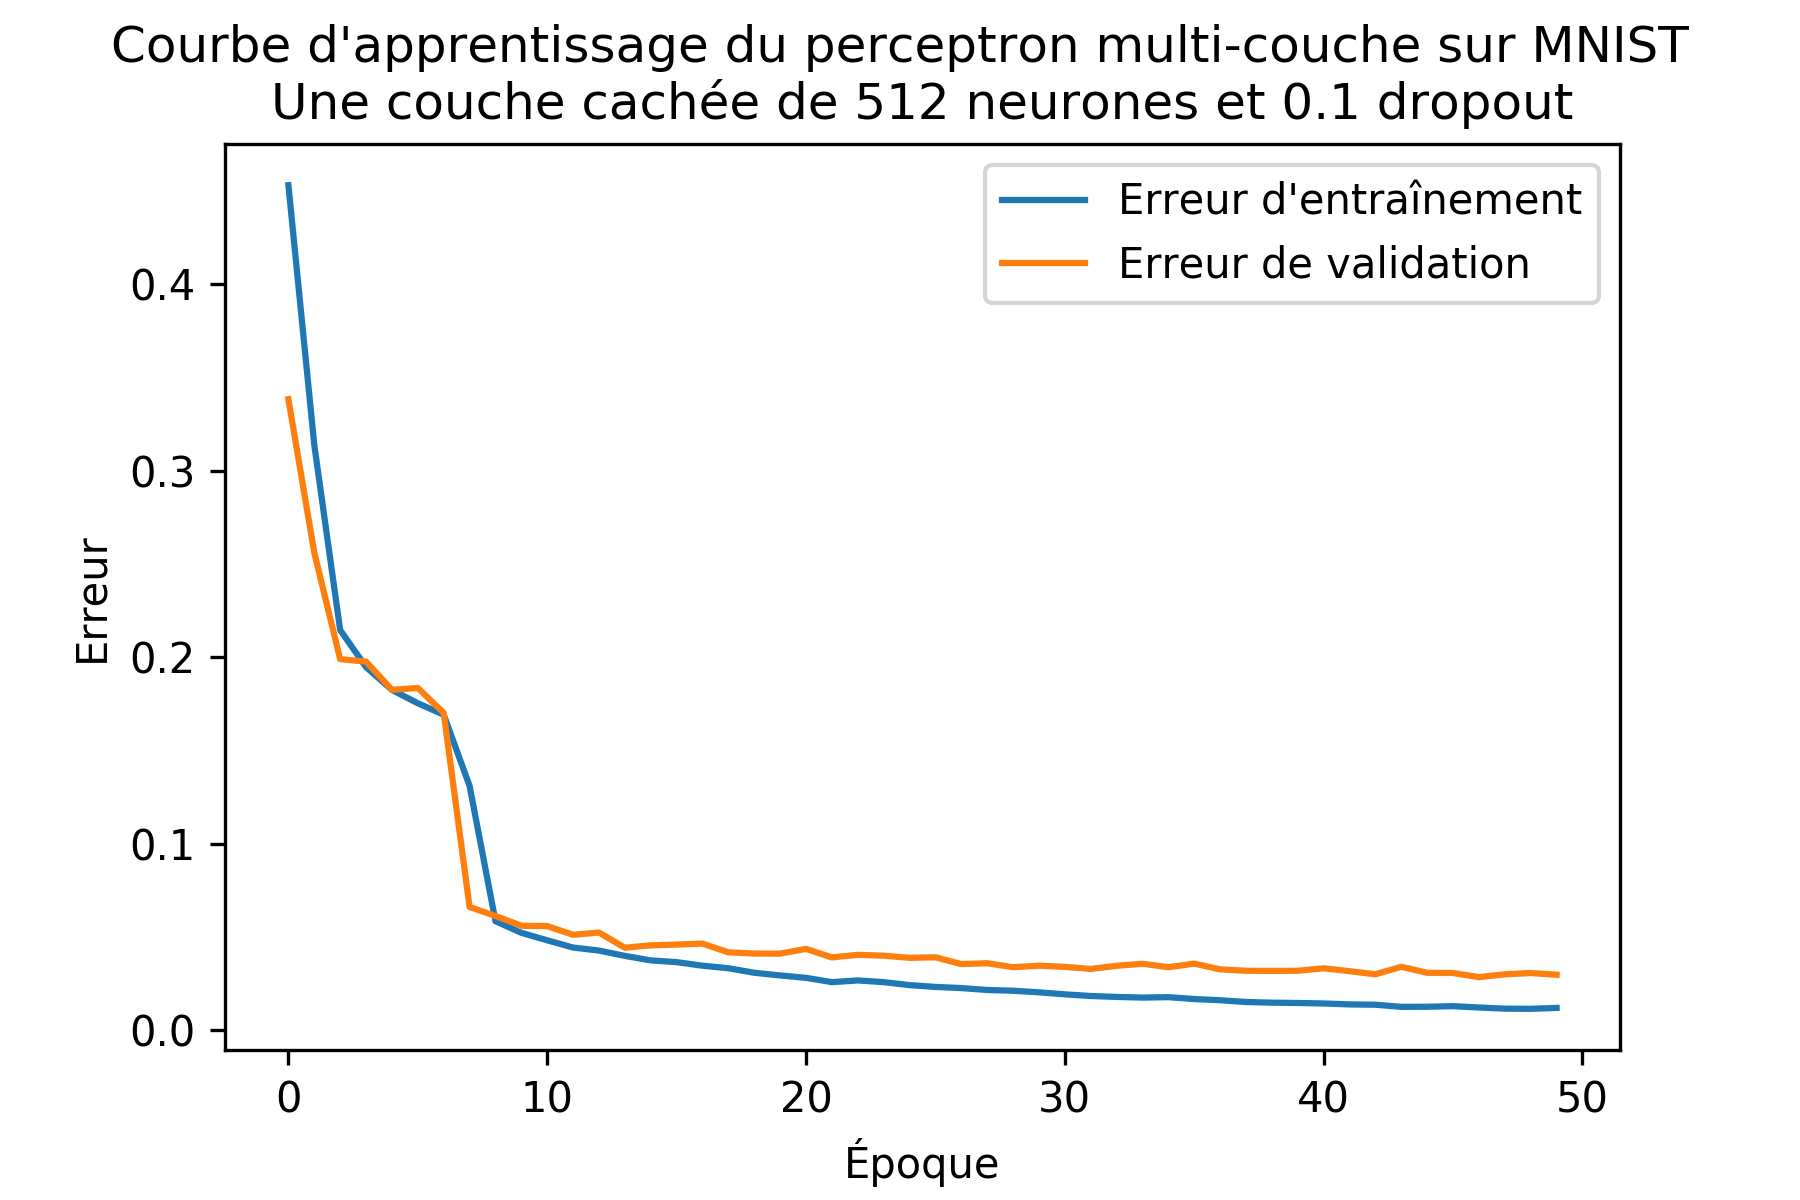 Courbe d'apprentissage du perceptron multi-couche sur MNIST
Une couche cachée de 512 neurones et 0.1 dropout
Erreur d'entraînement
Erreur de validation
0.4
0.3
0.2
0.1
0.0
Erreur
0 10 20 30 40 50
Époque